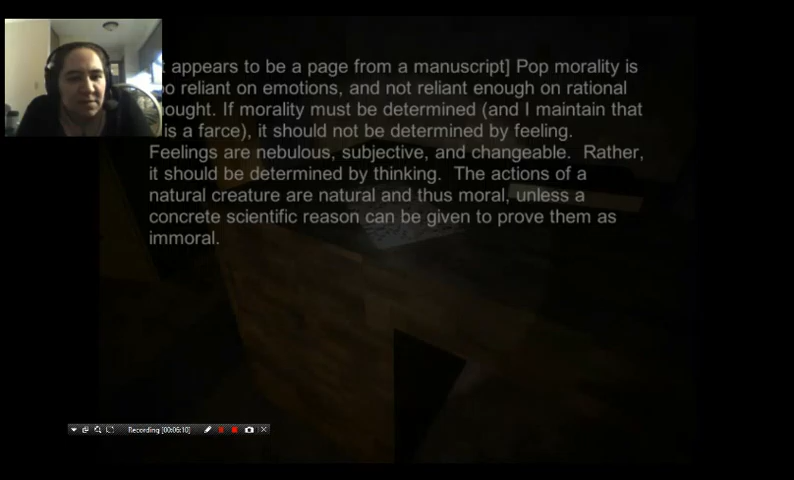 appears to be a page from a manuscript] Pop morality is
reliant on emotions, and not reliant enough on rational
If morality must be determined (and I maintain that
is a farce), it should not be determined by feeling.
Feelings are nebulous, subjective, and changeable. Rather,
it should be determined by thinking. The actions of a
natural creature are natural and thus moral, unless a
concrete scientific reason can be given to prove them as
immoral.
Recording [00:06:10]